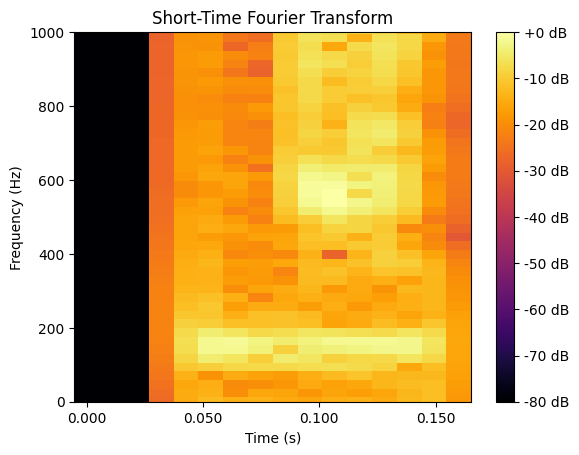 Short-Time Fourier Transform
Frequency (Hz)
1000
800
600
400
200
0
0.000
0.050
0.100
0.150
Time (s)
+0 dB
-10 dB
-20 dB
-30 dB
-40 dB
-50 dB
-60 dB
-70 dB
-80 dB